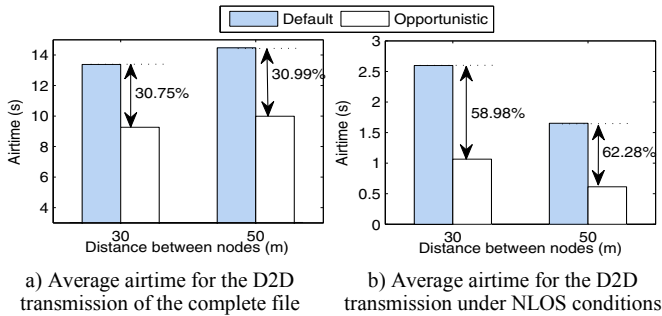 Default Opportunistic
14
12
10
8
6
4
Airtime (s)
30.75%
30.99%
30 50
Distance between nodes (m)
3
2.5
2
1.5
1
0.5
0
Airtime (s)
58.98%
62.28%
30 50
Distance between nodes (m)
a) Average airtime for the D2D
transmission of the complete file
b) Average airtime for the D2D
transmission under NLOS conditions